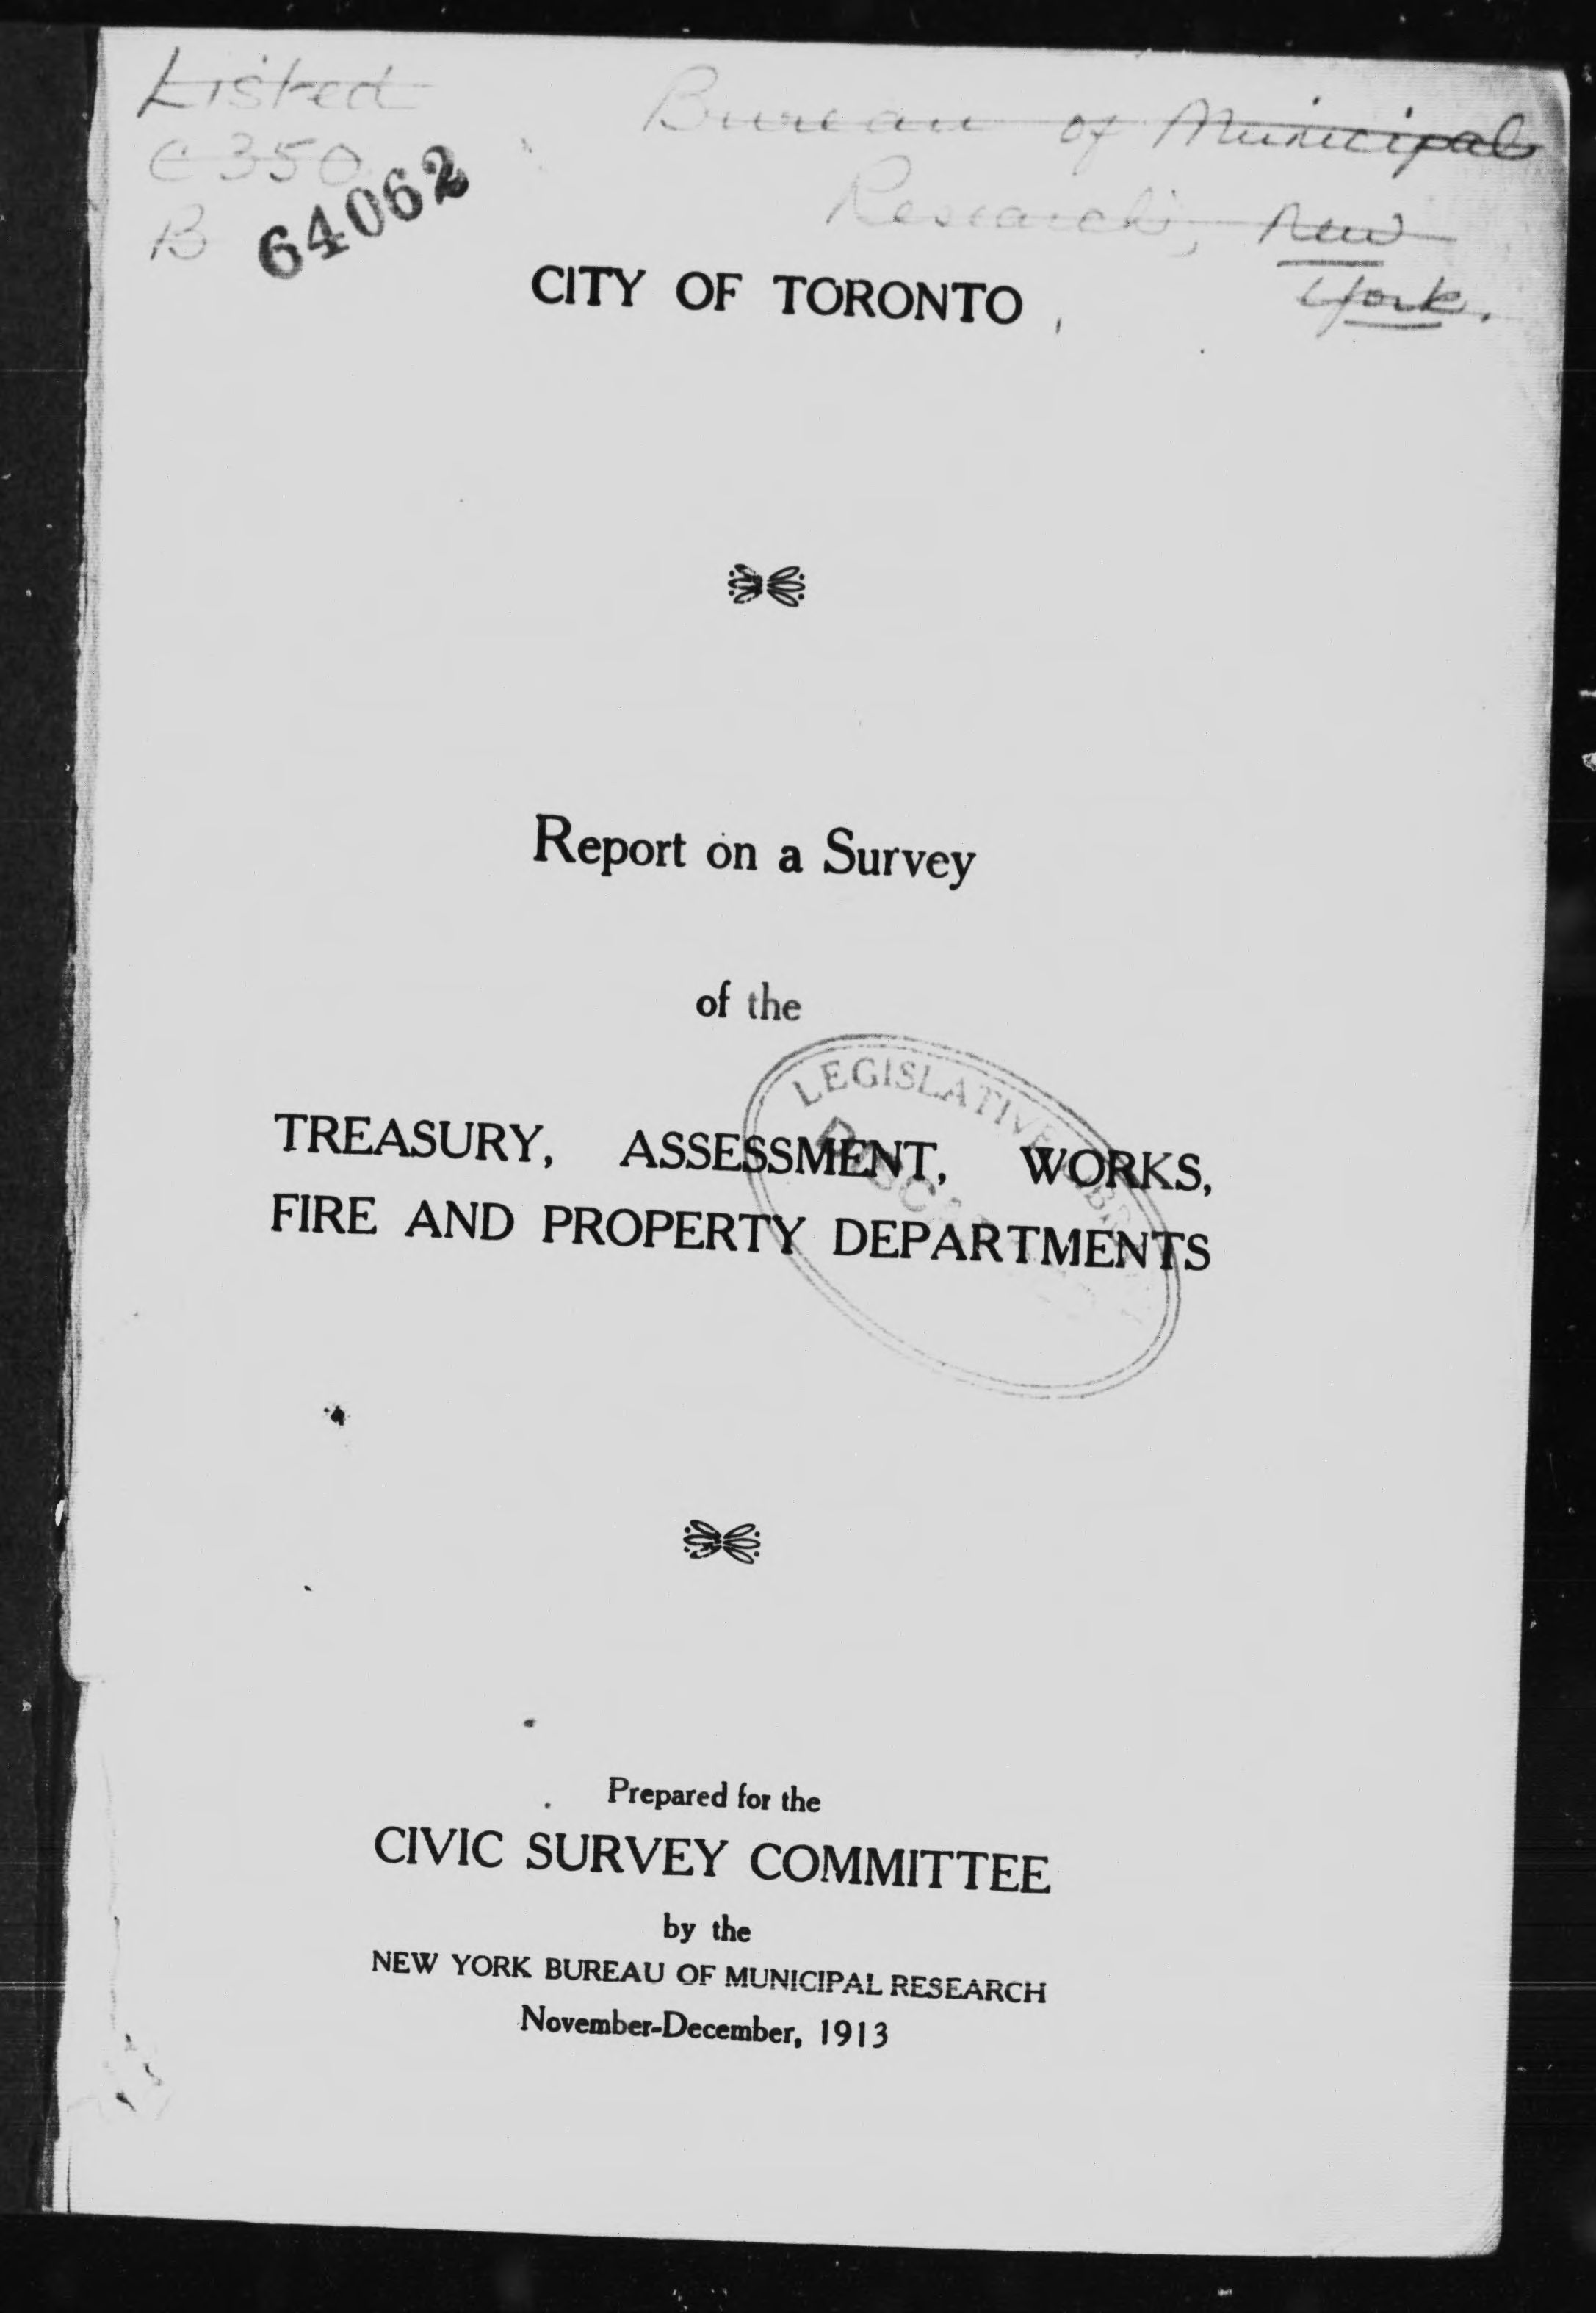 Listed
C 350
B
64062
Bureau of Municipal
Research, New
York.
CITY OF TORONTO
Report on a Survey
of the
LEGISLATIVE LIBRARY
TREASURY, ASSESSMENT, WORKS,
FIRE AND PROPERTY DEPARTMENTS
Prepared for the
CIVIC SURVEY COMMITTEE
by the
NEW YORK BUREAU OF MUNICIPAL RESEARCH
November-December, 1913